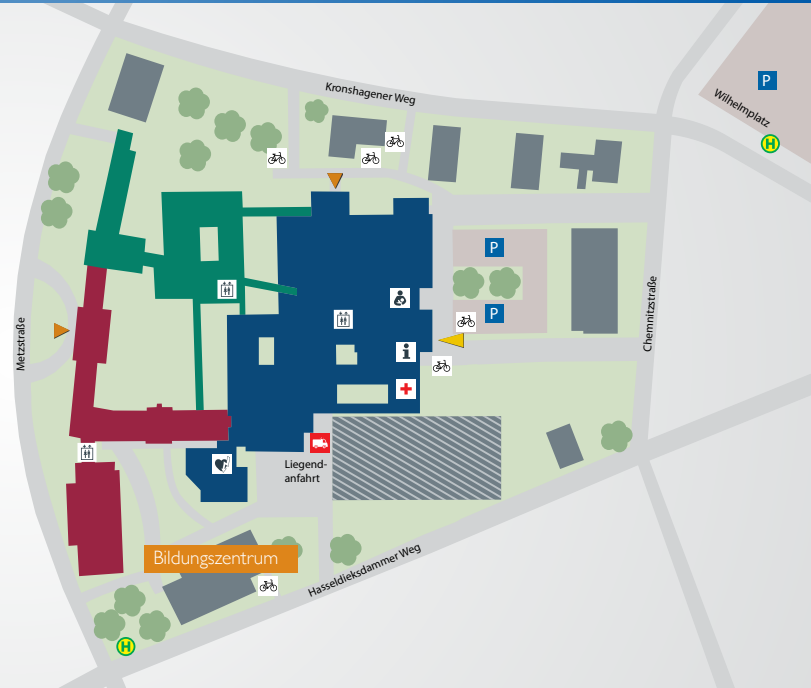 Kronshagener Weg
P
Wilhelmplatz
H
P
P
Chemnitzstraße
Metzstraße
i
Liegend-
anfahrt
Bildungszentrum
Hasseldieksdammer Weg
H